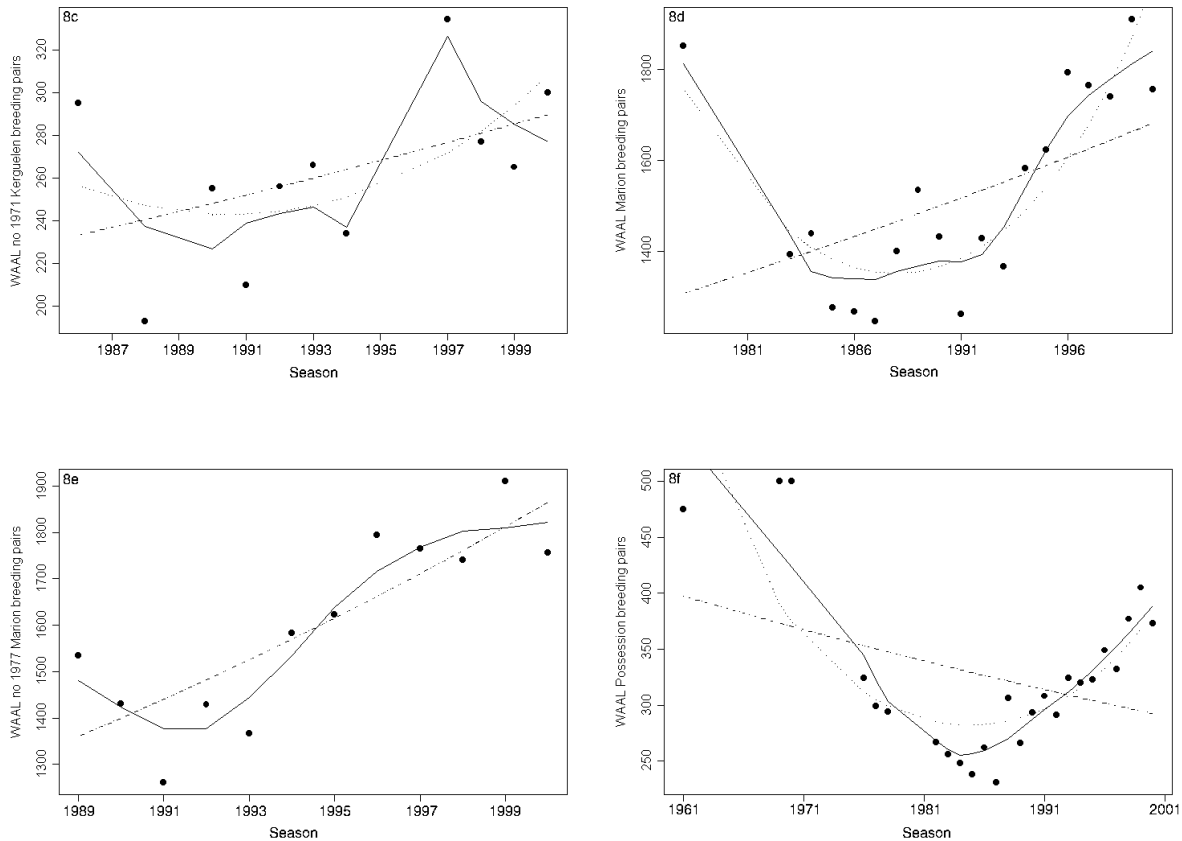 8c
WAAL no 1971 Kerguelen breeding pairs
320
300
280
260
240
220
200
1987 1989 1991 1993 1995 1997 1999
Season
8d
WAAL Marion breeding pairs
1800
1600
1400
1981 1986 1991 1996
Season
8e
WAAL no 1977 Marion breeding pairs
1900
1800
1700
1600
1500
1400
1300
1989 1991 1993 1995 1997 1999
Season
8f
WAAL Possession breeding pairs
500
450
400
350
300
250
1961 1971 1981 1991 2001
Season